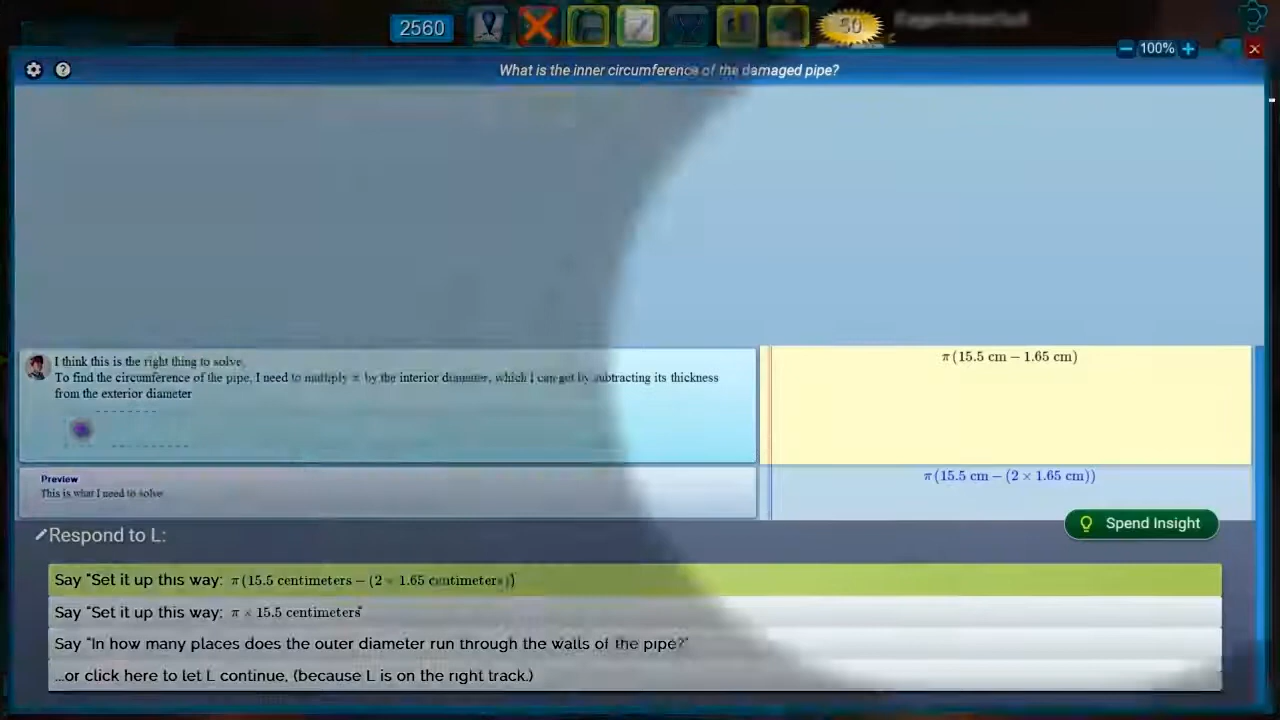 2560
50
100%
What is the inner circumference of the damaged pipe?
I think this is the right thing to solve.
To find the circumference of the pipe, I need to multiply π by the interior diameter, which I can get by subtracting its thickness
from the exterior diameter
π(15.5 cm − 1.65 cm)
Preview
This is what I need to solve
π(15.5 cm − (2 × 1.65 cm))
Respond to L:
Spend Insight
Say "Set it up this way: π(15.5 centimeters − (2 × 1.65 centimeters))
Say "Set it up this way: π × 15.5 centimeters"
Say "In how many places does the outer diameter run through the walls of the pipe?"
...or click here to let L continue, (because L is on the right track.)